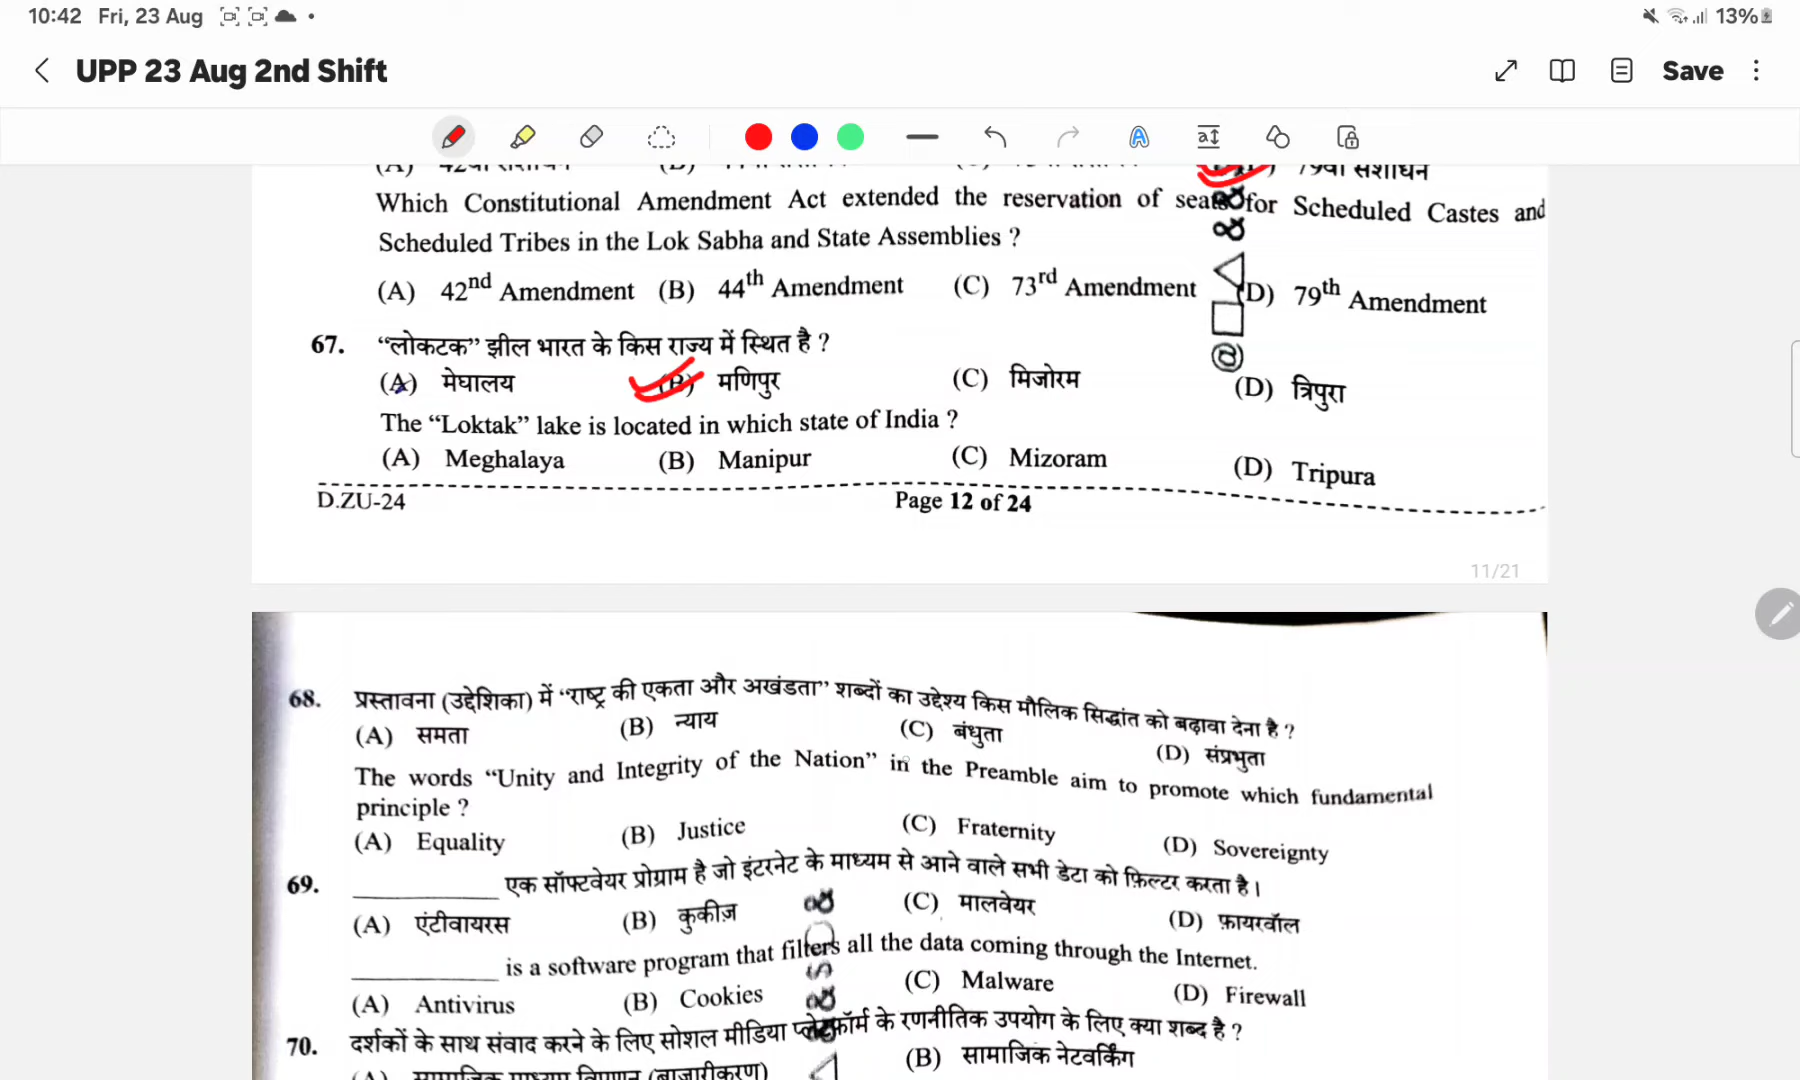 10:42 Fri, 23 Aug
13%
UPP 23 Aug 2nd Shift
Save
79वां संशोधन
Which Constitutional Amendment Act extended the reservation of seats for Scheduled Castes and
Scheduled Tribes in the Lok Sabha and State Assemblies ?
(A) 42nd Amendment (B) 44th Amendment (C) 73rd Amendment (D) 79th Amendment
67. “लोकटक” झील भारत के किस राज्य में स्थित है ?
(A) मेघालय (B) मणिपुर (C) मिजोरम (D) त्रिपुरा
The “Loktak” lake is located in which state of India ?
(A) Meghalaya (B) Manipur (C) Mizoram (D) Tripura
D.ZU-24 Page 12 of 24
11/21
68. प्रस्तावना (उद्देशिका) में “राष्ट्र की एकता और अखंडता” शब्दों का उद्देश्य किस मौलिक सिद्धांत को बढ़ावा देना है ?
(A) समता (B) न्याय (C) बंधुता (D) संप्रभुता
The words “Unity and Integrity of the Nation” in the Preamble aim to promote which fundamental
principle ?
(A) Equality (B) Justice (C) Fraternity (D) Sovereignty
69. ________ एक सॉफ्टवेयर प्रोग्राम है जो इंटरनेट के माध्यम से आने वाले सभी डेटा को फ़िल्टर करता है।
(A) एंटीवायरस (B) कुकीज़ (C) मालवेयर (D) फ़ायरवॉल
________ is a software program that filters all the data coming through the Internet.
(A) Antivirus (B) Cookies (C) Malware (D) Firewall
70. दर्शकों के साथ संवाद करने के लिए सोशल मीडिया प्लेटफ़ॉर्म के रणनीतिक उपयोग के लिए क्या शब्द है ?
(A) सामाजिक माध्यम विपणन (बाजारीकरण) (B) सामाजिक नेटवर्किंग